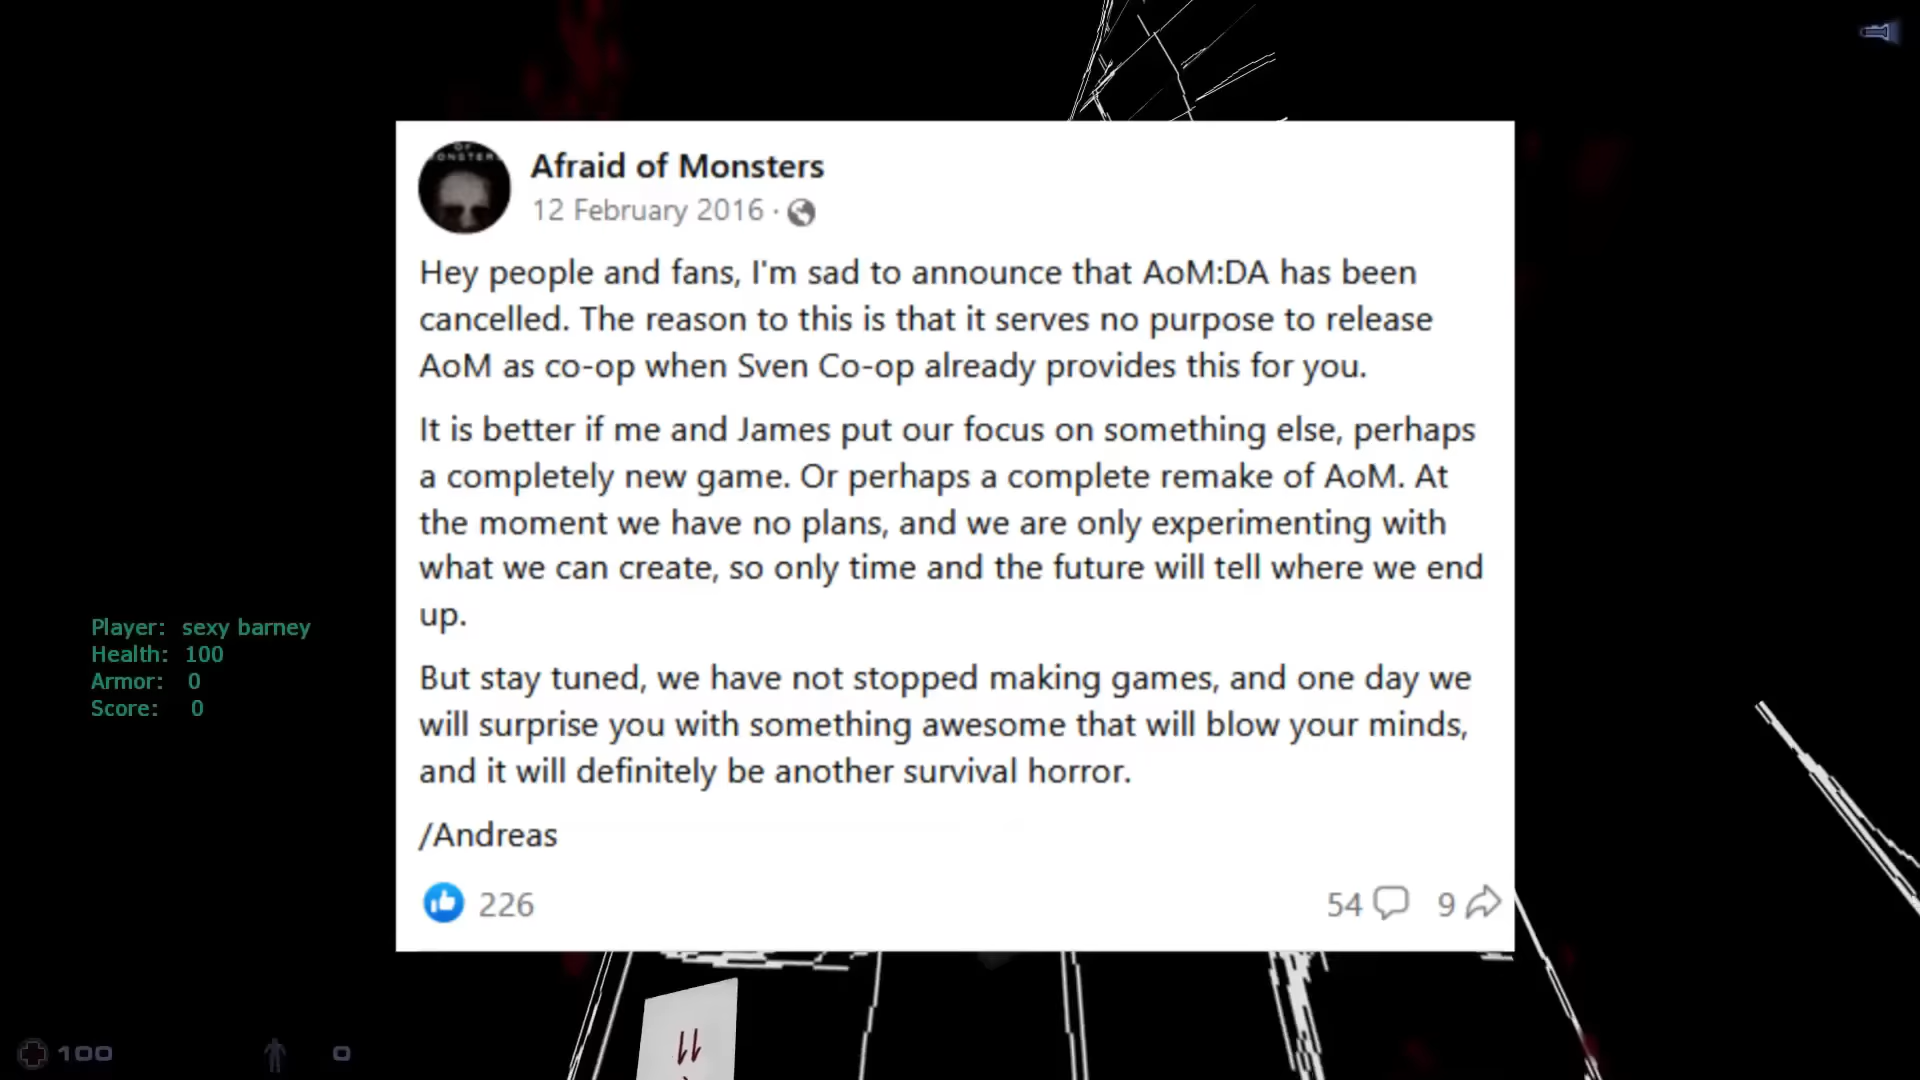 OF
MONSTERS
Afraid of Monsters
12 February 2016 ·
Hey people and fans, I'm sad to announce that AoM:DA has been
cancelled. The reason to this is that it serves no purpose to release
AoM as co-op when Sven Co-op already provides this for you.
It is better if me and James put our focus on something else, perhaps
a completely new game. Or perhaps a complete remake of AoM. At
the moment we have no plans, and we are only experimenting with
what we can create, so only time and the future will tell where we end
up.
But stay tuned, we have not stopped making games, and one day we
will surprise you with something awesome that will blow your minds,
and it will definitely be another survival horror.
/Andreas
226
54
9
Player: sexy barney
Health: 100
Armor: 0
Score: 0
100
0